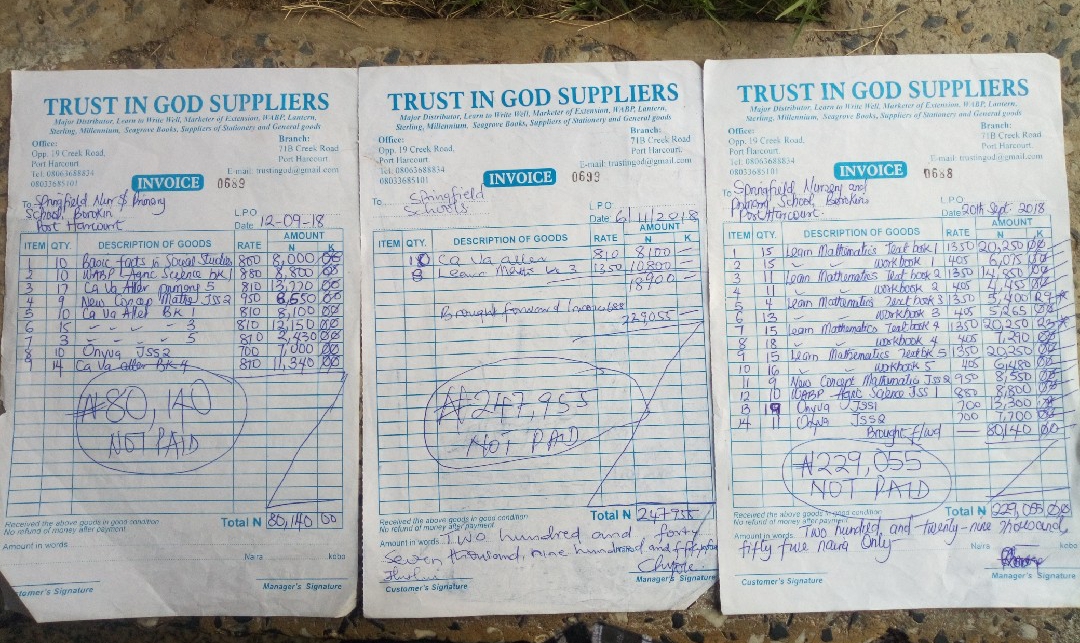 TRUST IN GOD SUPPLIERS
Major Distributor, Learn to Write Well, Marketer of Extension, WABP, Lantern,
Sterling, Millennium, Seagrove Books, Suppliers of Stationery and General goods
Office:
Opp. 19 Creek Road,
Port Harcourt
Tel: 08063688834
08033685101
Branch:
71B Creek Road
Port Harcourt
E-mail: trustingud@gmail.com
INVOICE 0689
To Springfield Nur & Primary
School, Borokiri
Port Harcourt
L.P.O
Date 12-09-18
ITEM QTY. DESCRIPTION OF GOODS RATE AMOUNT N K
1 10 Basic facts in Social Studies 800 8,000 00
2 10 WABP Agric Science bk 1 880 8,800 00
3 17 Ca Va Aller primary 5 810 00
4 9 New Concep Maths JSS2 950 8,550 00
5 10 Ca Va Aller Bk 1 810 8,100 00
6 15 " " " 3 810 12,150 00
7 3 " " " 5 810 2,430 00
8 10 Onyva JSS2 700 7,000 00
9 14 Ca Va aller Bk 4 810 11,340 00
₦80,140
NOT PAID
Received the above goods in good condition
No refund of money after payment
Total N 80,140 00
Amount in words
Naira kobo
Customer's Signature Manager's Signature
TRUST IN GOD SUPPLIERS
Major Distributor, Learn to Write Well, Marketer of Extension, WABP, Lantern,
Sterling, Millennium, Seagrove Books, Suppliers of Stationery and General goods
Office:
Opp. 19 Creek Road,
Port Harcourt
Tel: 08063688834
08033685101
Branch:
71B Creek Road
Port Harcourt
E-mail: trustingud@gmail.com
INVOICE 0699
To Springfield
Schools
L.P.O.
Date 6/11/2018
ITEM QTY. DESCRIPTION OF GOODS RATE AMOUNT N K
10 Ca Va aller 810 8100
8 Learn Maths 3 1350 10800
18900
Brought forward Invoice 688
229055
₦247,955
NOT PAID
Received the above goods in good condition
No refund of money after payment
Total N 247955
Amount in words Two hundred and forty
Seven thousand, nine hundred and fifty five
Customer's Signature Manager's Signature
TRUST IN GOD SUPPLIERS
Major Distributor, Learn to Write Well, Marketer of Extension, WABP, Lantern,
Sterling, Millennium, Seagrove Books, Suppliers of Stationery and General goods
Office:
Opp. 19 Creek Road,
Port Harcourt
Tel: 08063688834
08033685101
Branch:
71B Creek Road
Port Harcourt
E-mail: trustingud@gmail.com
INVOICE 0688
To Springfield Nursery and
Primary School, Borokiri
Port Harcourt
L.P.O.
Date 20th Sept. 2018
ITEM QTY. DESCRIPTION OF GOODS RATE AMOUNT N K
1 15 Learn Mathematics Text book 1 1350 20,250 00
2 15 " workbook 1 405 6,075 00
3 11 Learn Mathematics Text book 2 1350 14,850 00
4 11 " workbook 2 405 4,455 00
5 4 Learn Mathematics Text book 3 1350 5,400
6 13 " workbook 3 405 5,265 00
7 15 Learn Mathematics Text book 4 1350 20,250
8 18 " workbook 4 405 7,290 00
9 15 Learn Mathematics Text bk 5 1350 20,250 00
10 16 " workbook 5 405 6,480 00
11 9 New Concept Mathematic JSS2 950 8,550 00
12 10 WABP Agric Science JSS 1 880 8,800 00
13 19 Onyva JSS1 700 13,300
14 11 Onyva JSS2 700 7,700 00
Brought f/wd 80140 00
₦229,055
NOT PAID
Received the above goods in good condition
No refund of money after payment
Total N 229,055 00
Amount in words Two hundred, and twenty-nine thousand
fifty five naira Only
Naira kobo
Customer's Signature Manager's Signature